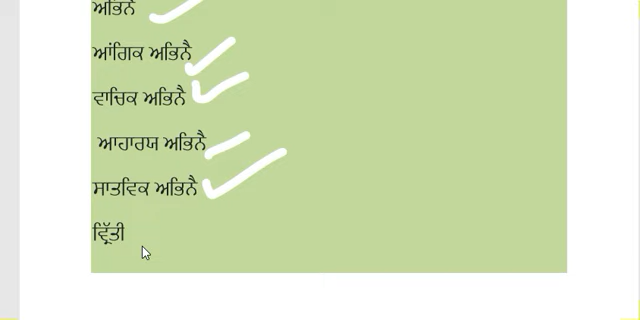 ਅਭਿਨੈ
ਆਂਗਿਕ ਅਭਿਨੈ
ਵਾਚਿਕ ਅਭਿਨੈ
ਆਹਾਰਯ ਅਭਿਨੈ
ਸਾਤਵਿਕ ਅਭਿਨੈ
ਵ੍ਰਿੱਤੀ